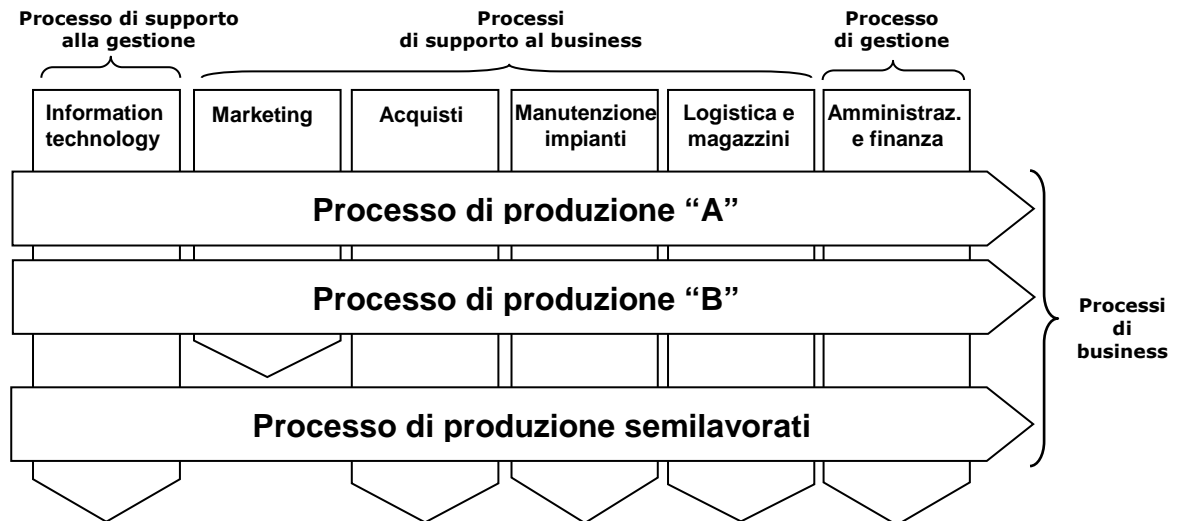 Processo di supporto
alla gestione
Processi
di supporto al business
Processo
di gestione
Information
technology
Marketing
Acquisti
Manutenzione
impianti
Logistica e
magazzini
Amministraz.
e finanza
Processo di produzione “A”
Processo di produzione “B”
Processi
di
business
Processo di produzione semilavorati